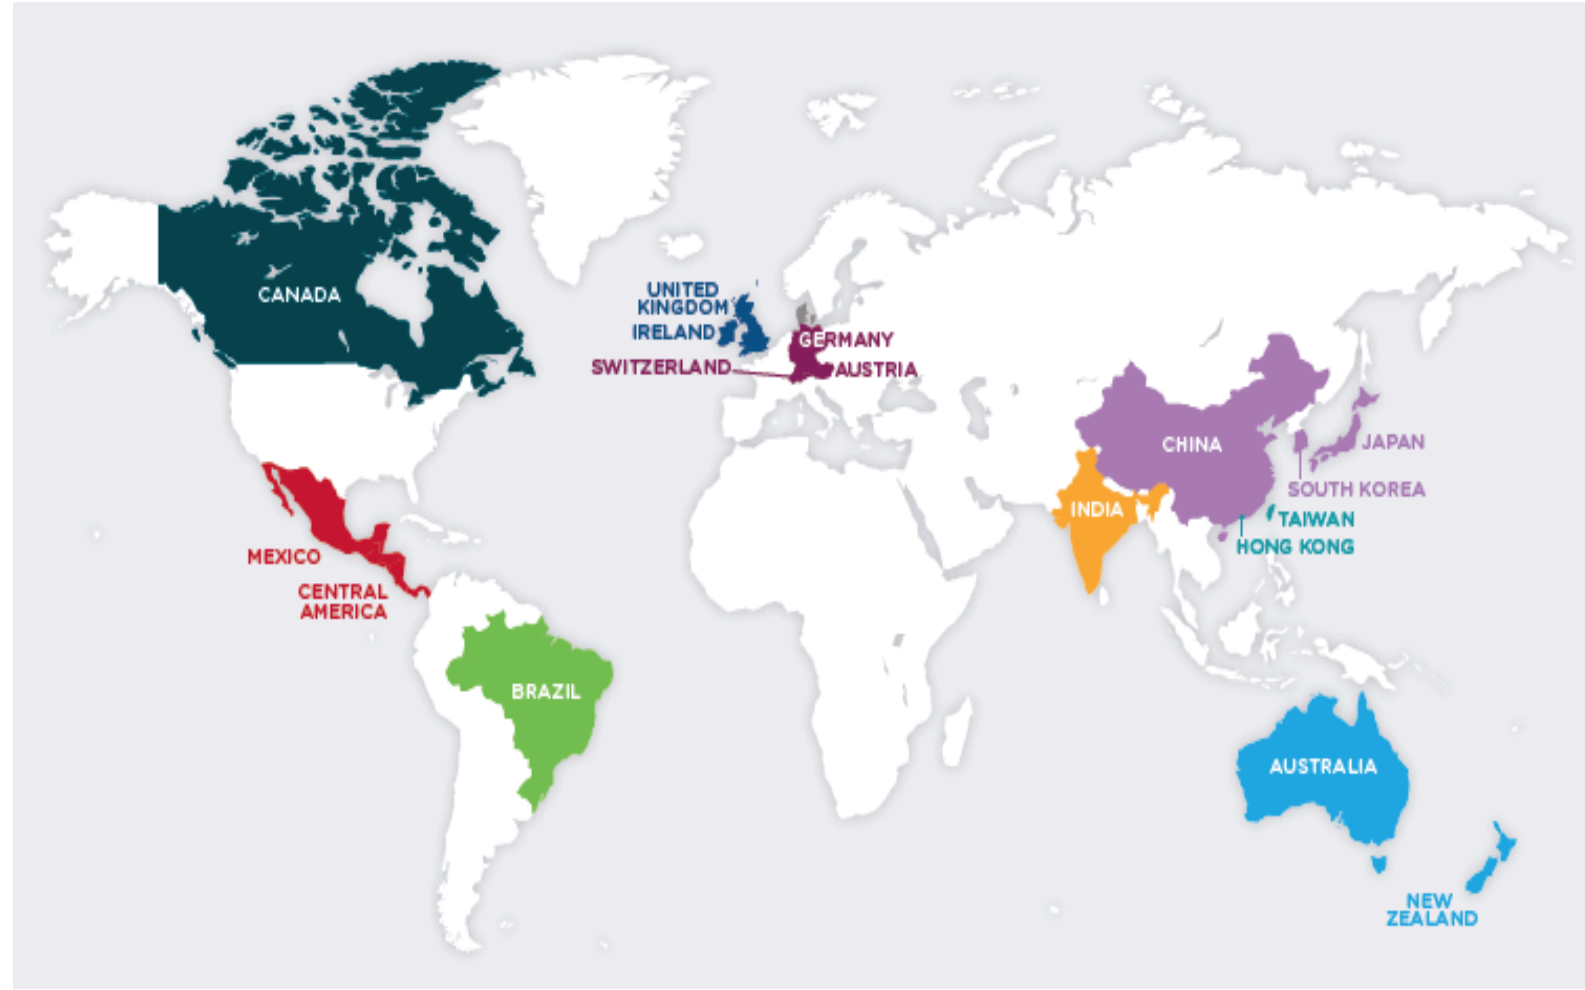 CANADA
UNITED
KINGDOM
IRELAND
GERMANY
SWITZERLAND
AUSTRIA
CHINA
JAPAN
SOUTH KOREA
INDIA
TAIWAN
HONG KONG
MEXICO
CENTRAL
AMERICA
BRAZIL
AUSTRALIA
NEW
ZEALAND